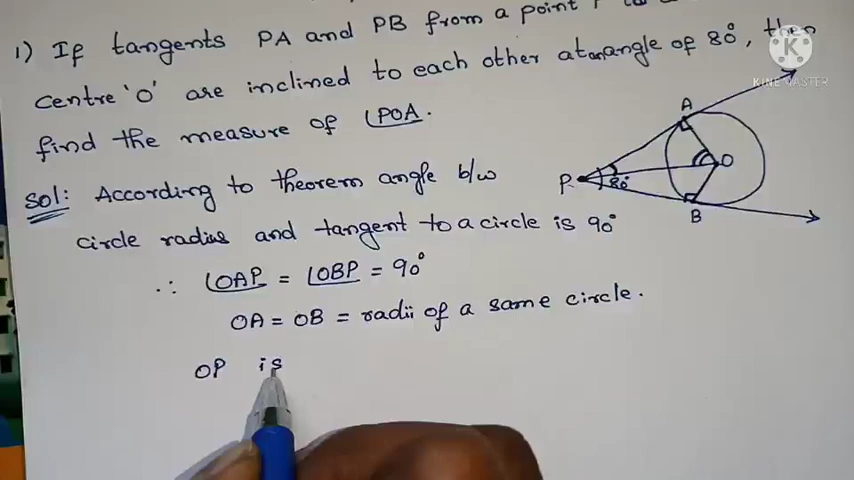 1) If tangents PA and PB from a point
centre 'O' are inclined to each other at an angle of 80°, then
find the measure of ∠POA.
Sol: According to theorem angle b/w
circle radius and tangent to a circle is 90°
∴ ∠OAP = ∠OBP = 90°
OA = OB = radii of a same circle.
OP is
A
P
80°
O
B
K
KINEMASTER